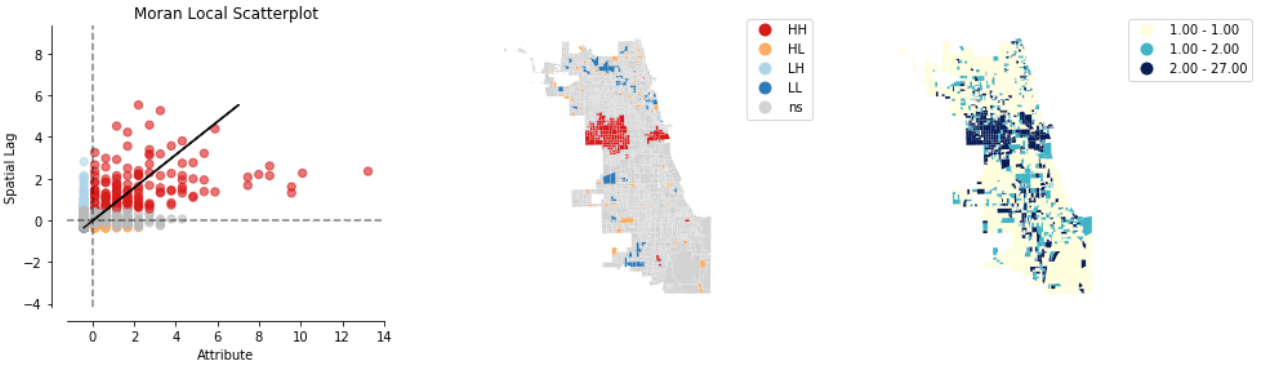 Moran Local Scatterplot
Spatial Lag
8
6
4
2
0
−2
−4
0 2 4 6 8 10 12 14
Attribute
HH
HL
LH
LL
ns
1.00 - 1.00
1.00 - 2.00
2.00 - 27.00